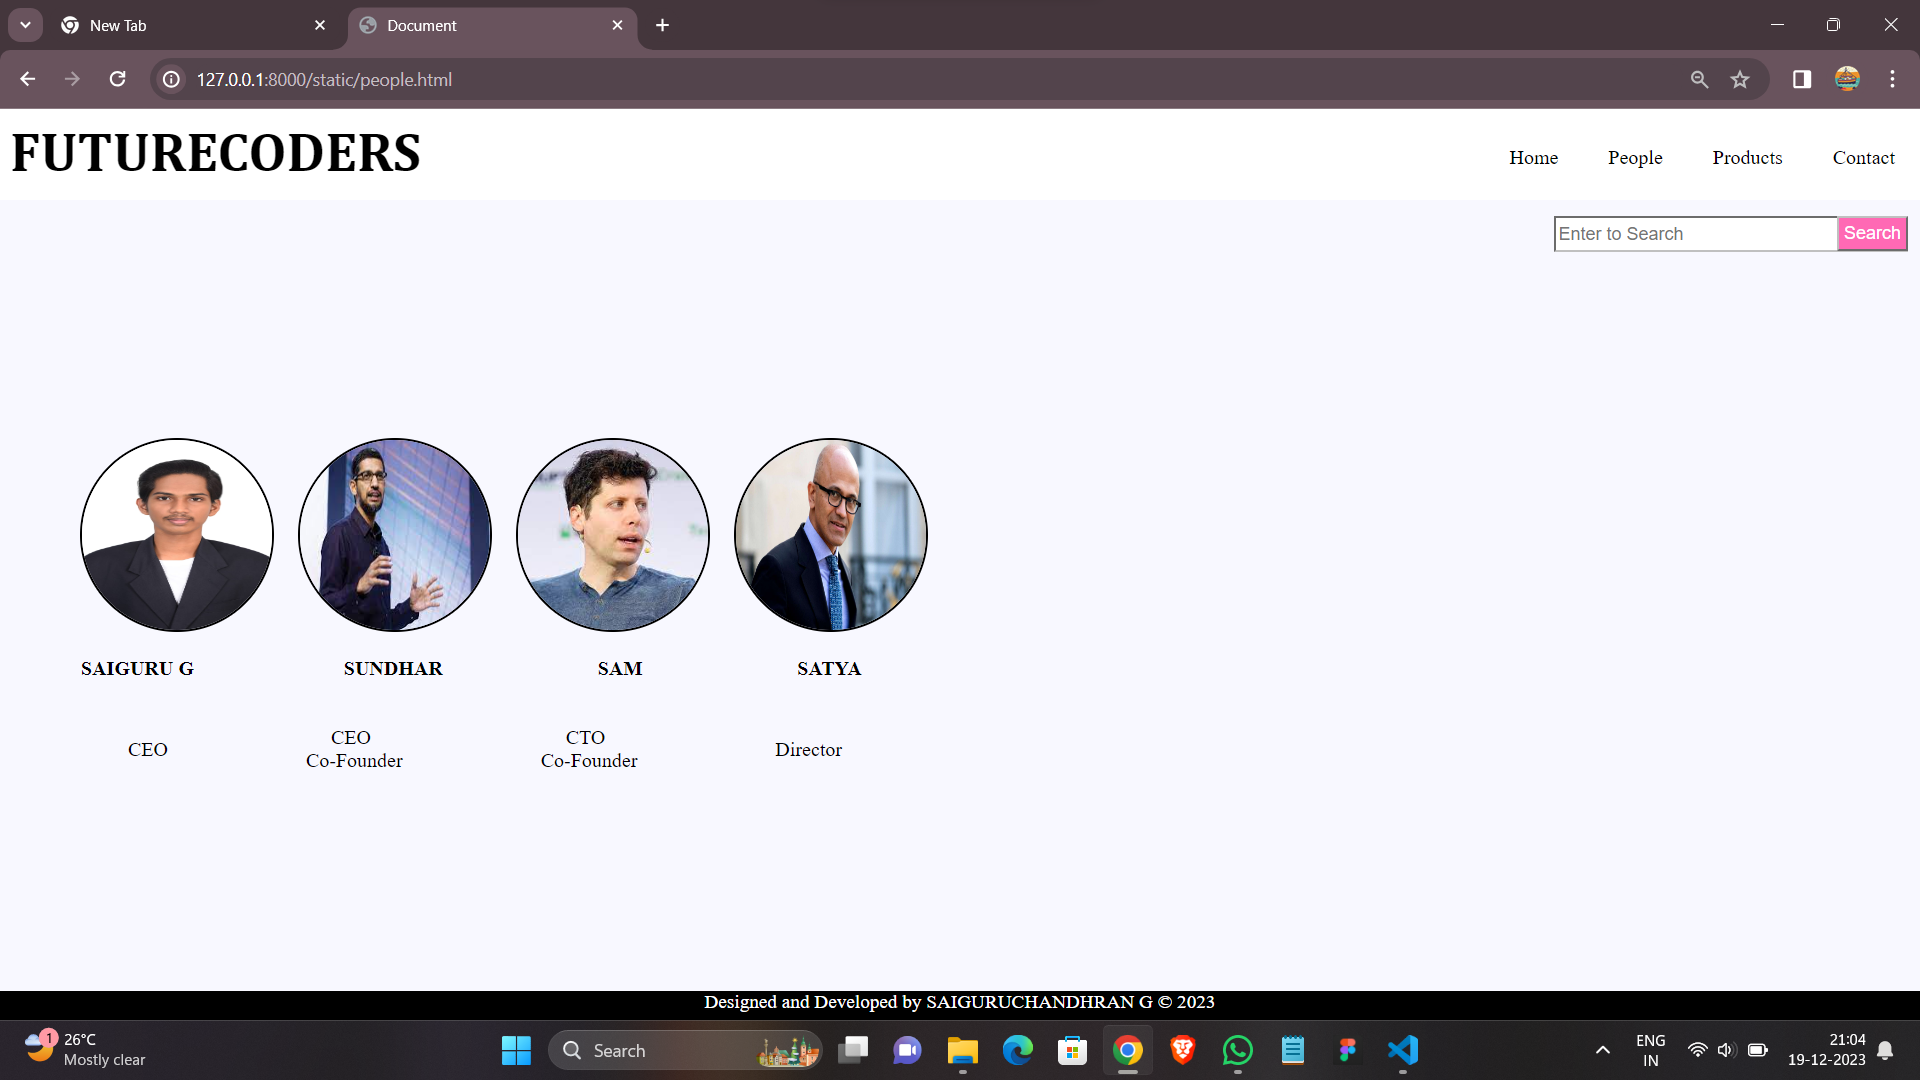 New Tab
Document
127.0.0.1:8000/static/people.html
FUTURECODERS
Home People Products Contact
Enter to Search Search
SAIGURU G SUNDHAR SAM SATYA
CEO CEO Co-Founder CTO Co-Founder Director
Designed and Developed by SAIGURUCHANDHRAN G © 2023
1
26°C
Mostly clear
Search
ENG
IN
21:04
19-12-2023